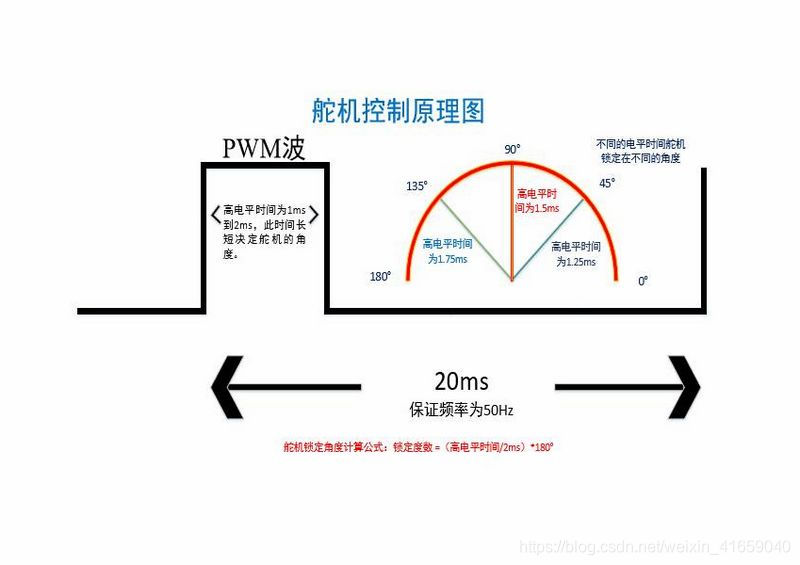 舵机控制原理图
PWM波
高电平时间为1ms
到2ms，此时间长
短决定舵机的角
度。
不同的电平时间舵机
锁定在不同的角度
90°
135°
45°
高电平时
间为1.5ms
高电平时间
为1.75ms
高电平时间
为1.25ms
180°
0°
20ms
保证频率为50Hz
舵机锁定角度计算公式：锁定度数 =（高电平时间/2ms）*180°
https://blog.csdn.net/weixin_41659040